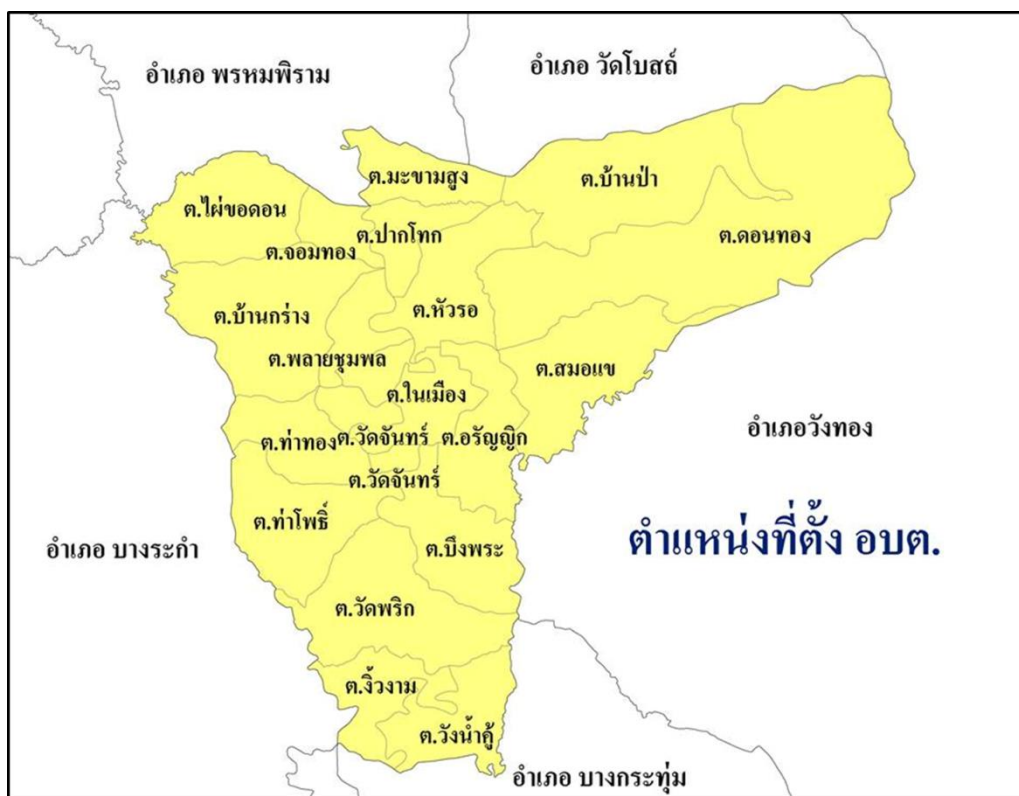 อำเภอ พรหมพิราม
อำเภอ วัดโบสถ์
ต.มะขามสูง
ต.บ้านป่า
ต.ไผ่ขอดอน
ต.ปากโทก
ต.ดอนทอง
ต.จอมทอง
ต.หัวรอ
ต.บ้านกร่าง
ต.พลายชุมพล
ต.สมอแข
ต.ในเมือง
อำเภอวังทอง
ต.ท่าทอง
ต.วัดจันทร์
ต.อรัญญิก
ต.วัดจันทร์
ต.ท่าโพธิ์
ตำแหน่งที่ตั้ง อบต.
อำเภอ บางระกำ
ต.บึงพระ
ต.วัดพริก
ต.งิ้วงาม
ต.วังน้ำคู้
อำเภอ บางกระทุ่ม